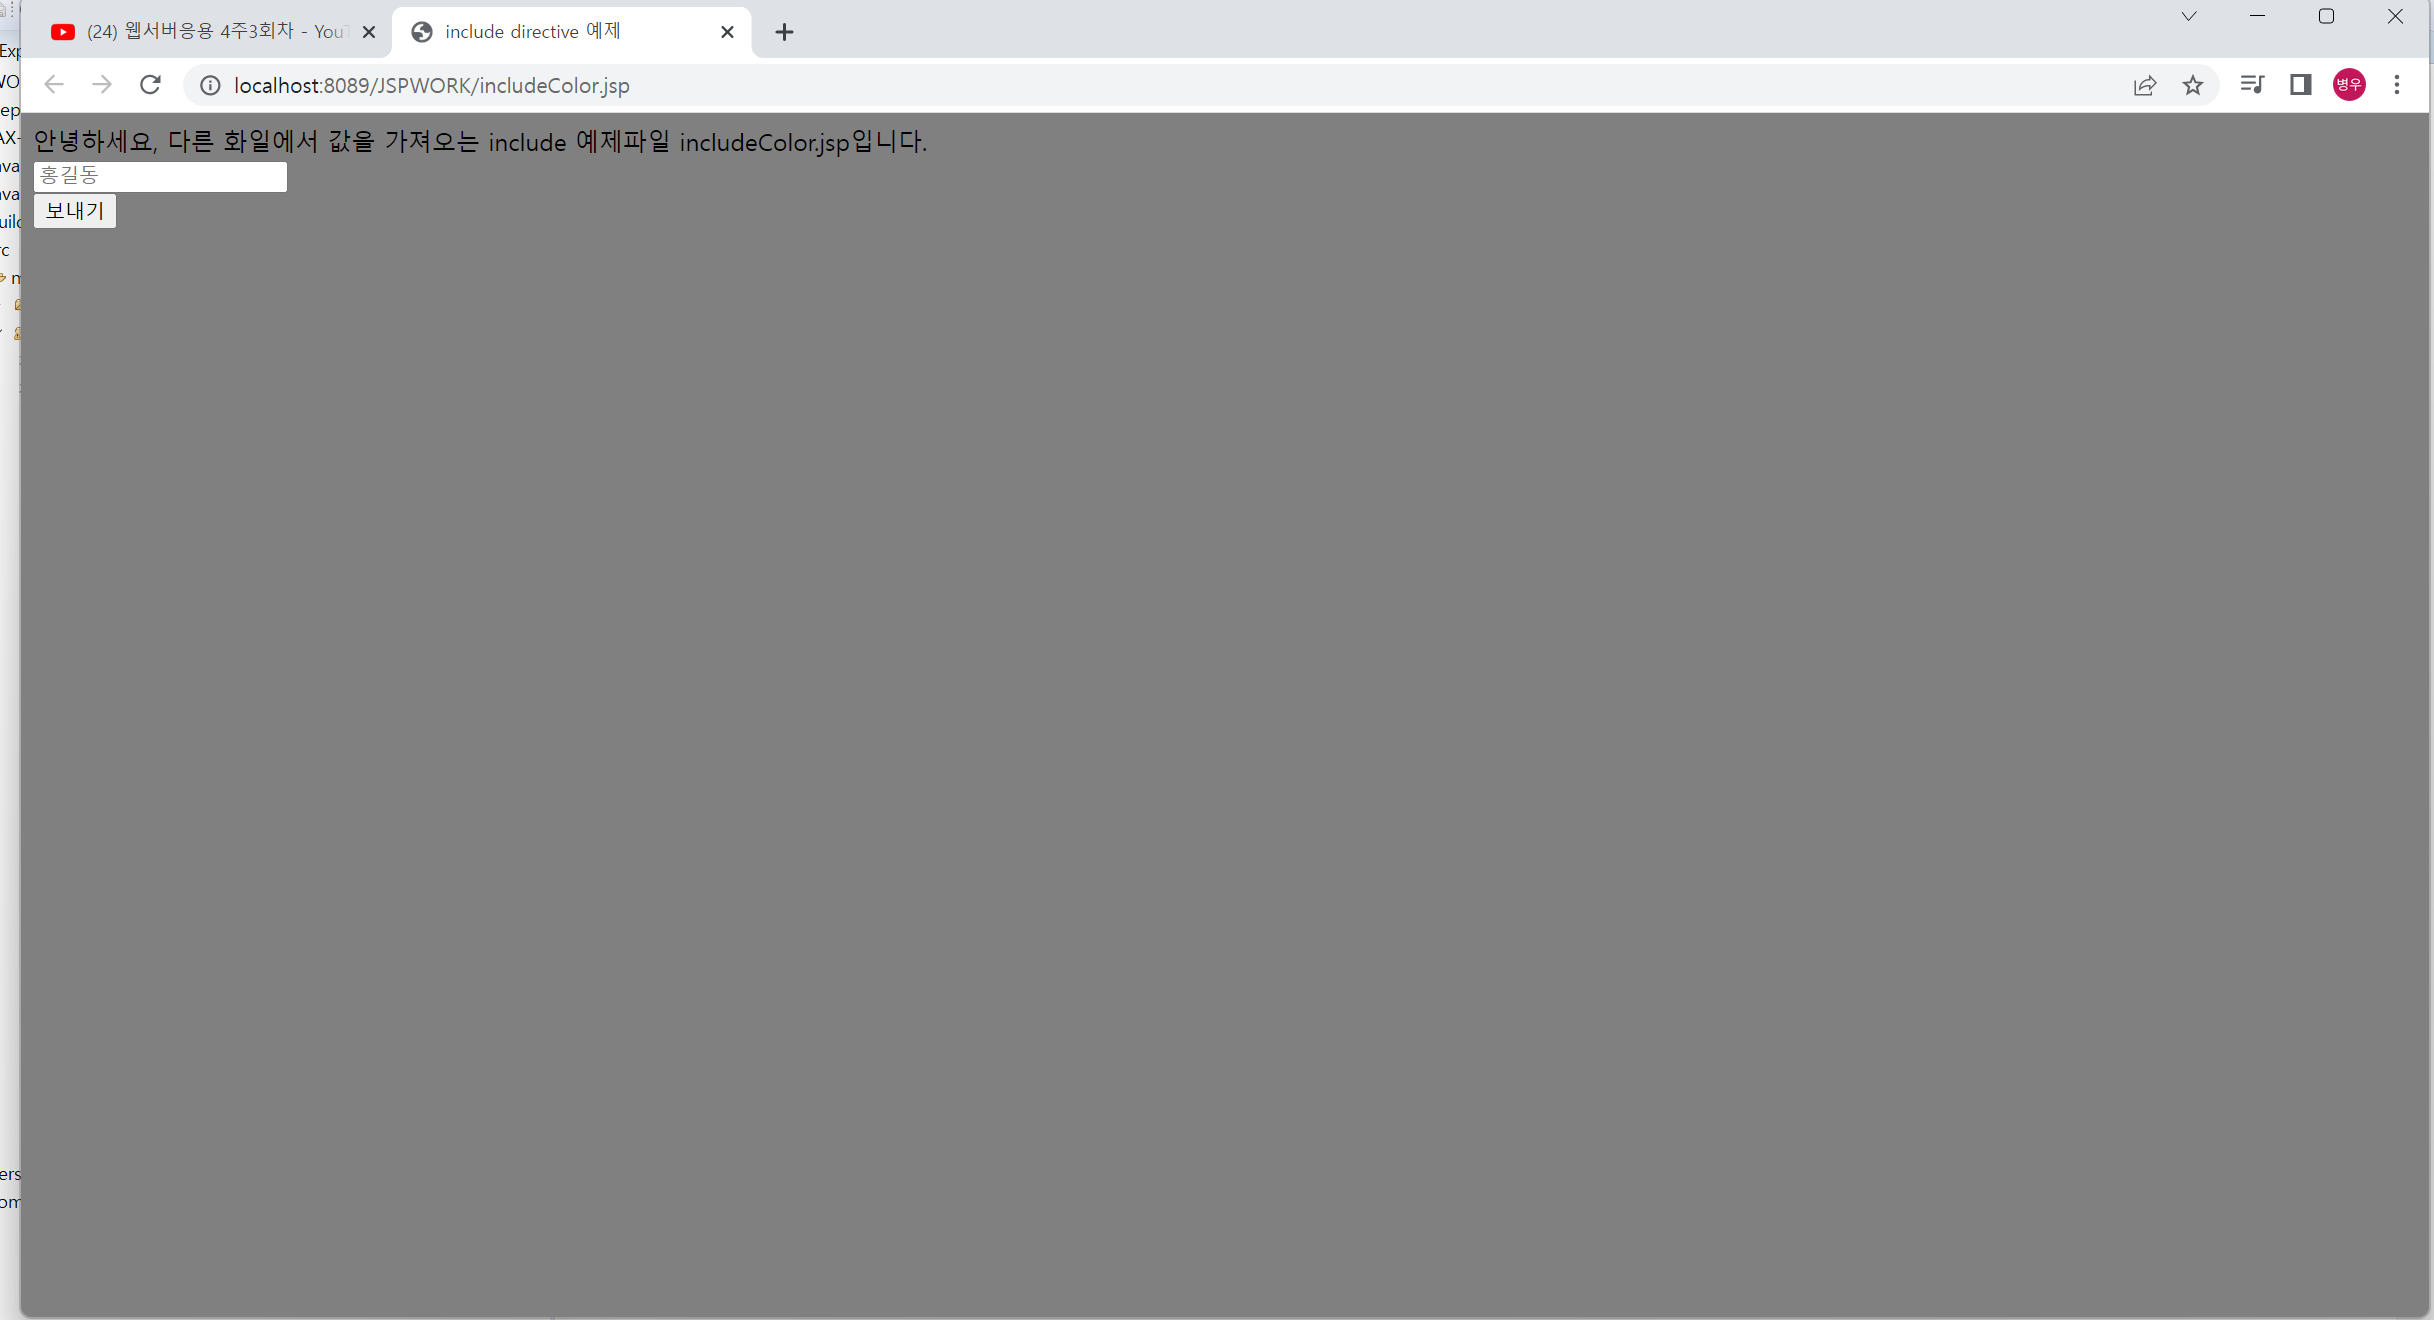 (24) 웹서버응용 4주3회차 - You
include directive 예제
localhost:8089/JSPWORK/includeColor.jsp
병우
안녕하세요, 다른 화일에서 값을 가져오는 include 예제파일 includeColor.jsp입니다.
홍길동
보내기